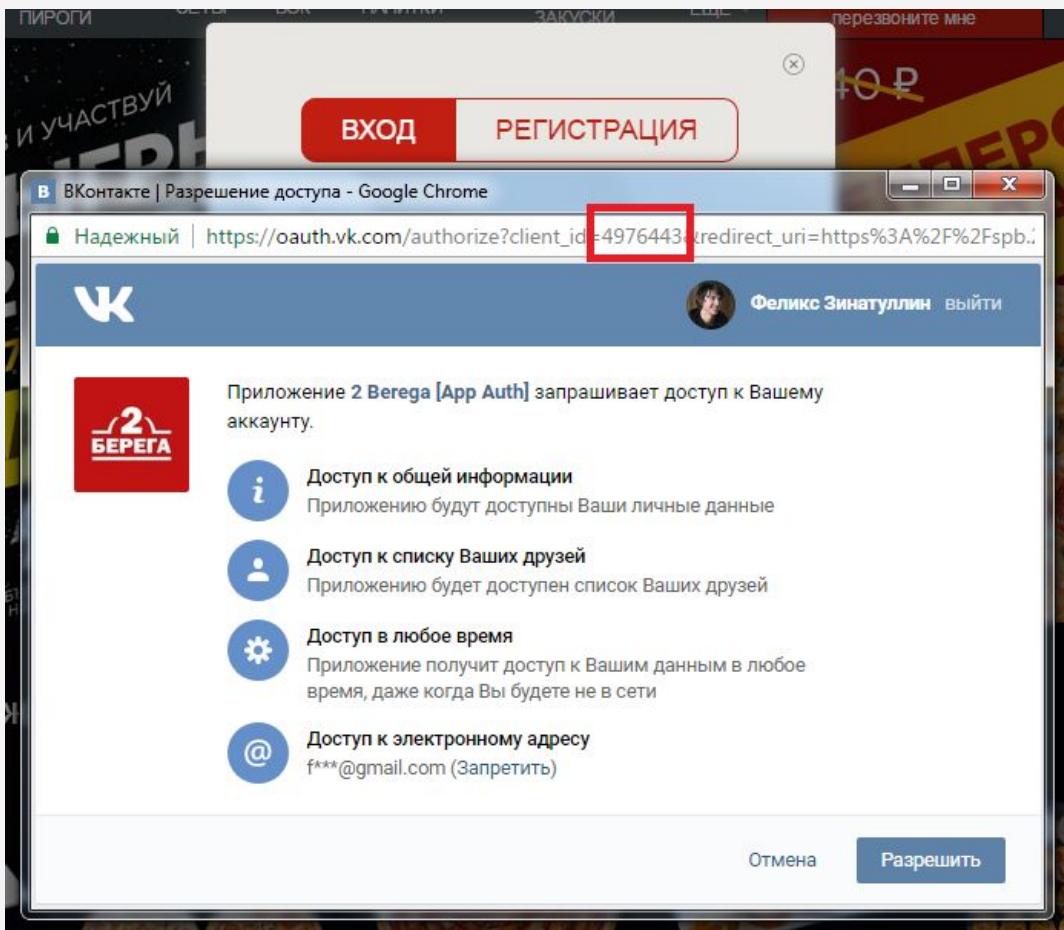 ПИРОГИ
ЗАКУСКИ
перезвоните мне
И УЧАСТВУЙ
40 ₽
ВХОД
РЕГИСТРАЦИЯ
ВКонтакте | Разрешение доступа - Google Chrome
Надежный | https://oauth.vk.com/authorize?client_id=4976443&redirect_uri=https%3A%2F%2Fspb.2
Феликс Зинатуллин выйти
2
БЕРЕГА
Приложение 2 Berega [App Auth] запрашивает доступ к Вашему
аккаунту.
Доступ к общей информации
Приложению будут доступны Ваши личные данные
Доступ к списку Ваших друзей
Приложению будет доступен список Ваших друзей
Доступ в любое время
Приложение получит доступ к Вашим данным в любое
время, даже когда Вы будете не в сети
Доступ к электронному адресу
f***@gmail.com (Запретить)
Отмена
Разрешить